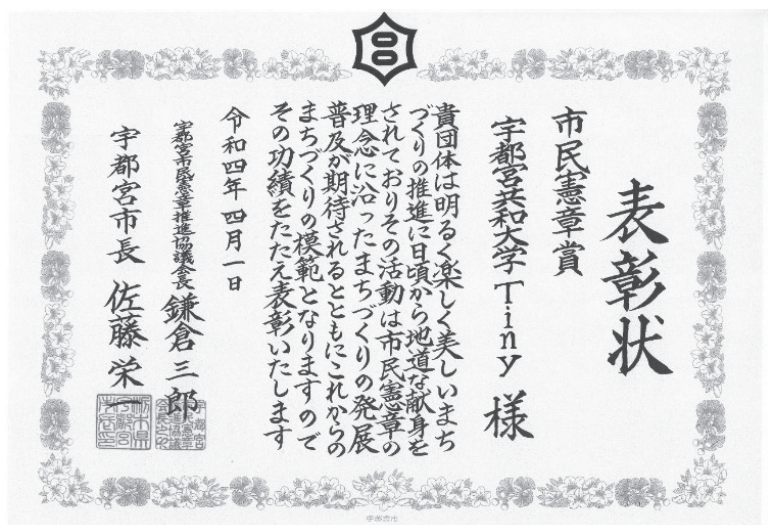 表彰状
市民憲章賞
宇都宮共和大学 Tiny 様
貴団体は明るく楽しく美しいまち
づくりの推進に日頃から地道な献身を
されておりその活動は市民憲章の
理念に沿ったまちづくりの発展
普及が期待されるとともにこれからの
まちづくりの模範となりますので
その功績をたたえ表彰いたします
令和四年四月一日
宇都宮市民憲章推進協議会長 鎌倉三郎
宇都宮市長 佐藤栄一
宇都宮市